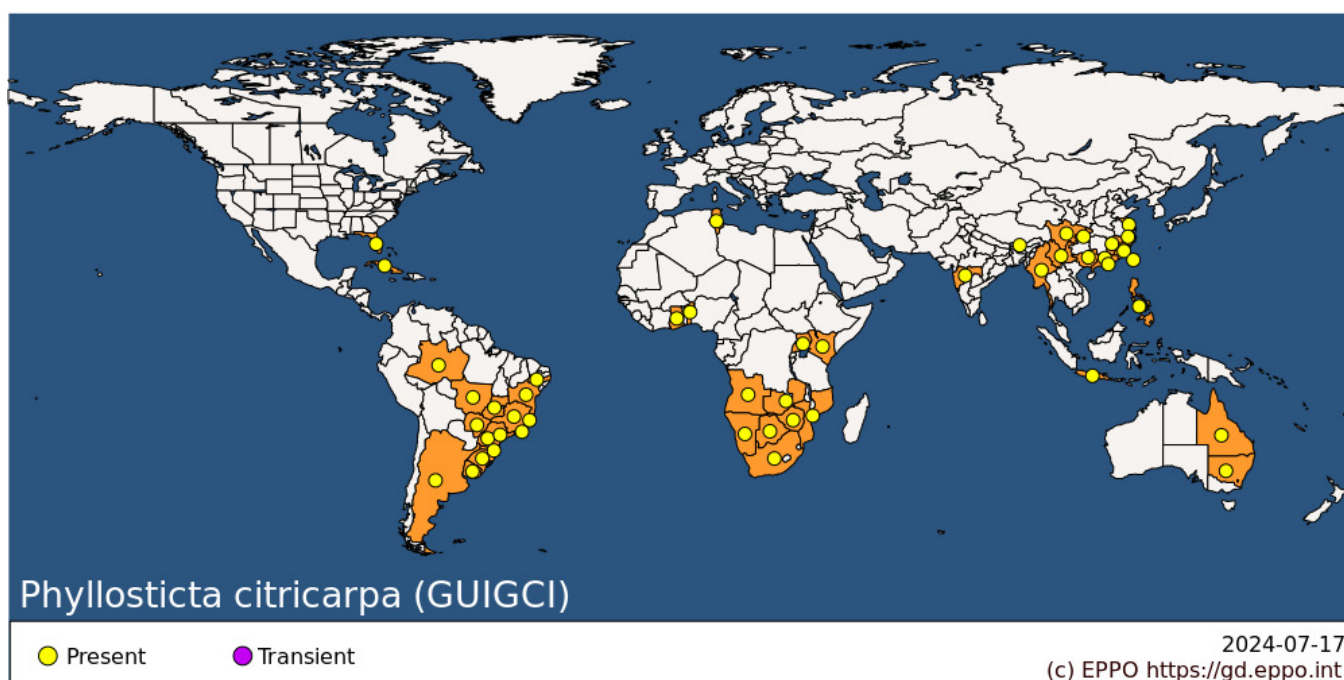 Phyllosticta citricarpa (GUIGCI)
Present
Transient
2024-07-17
(c) EPPO https://gd.eppo.int